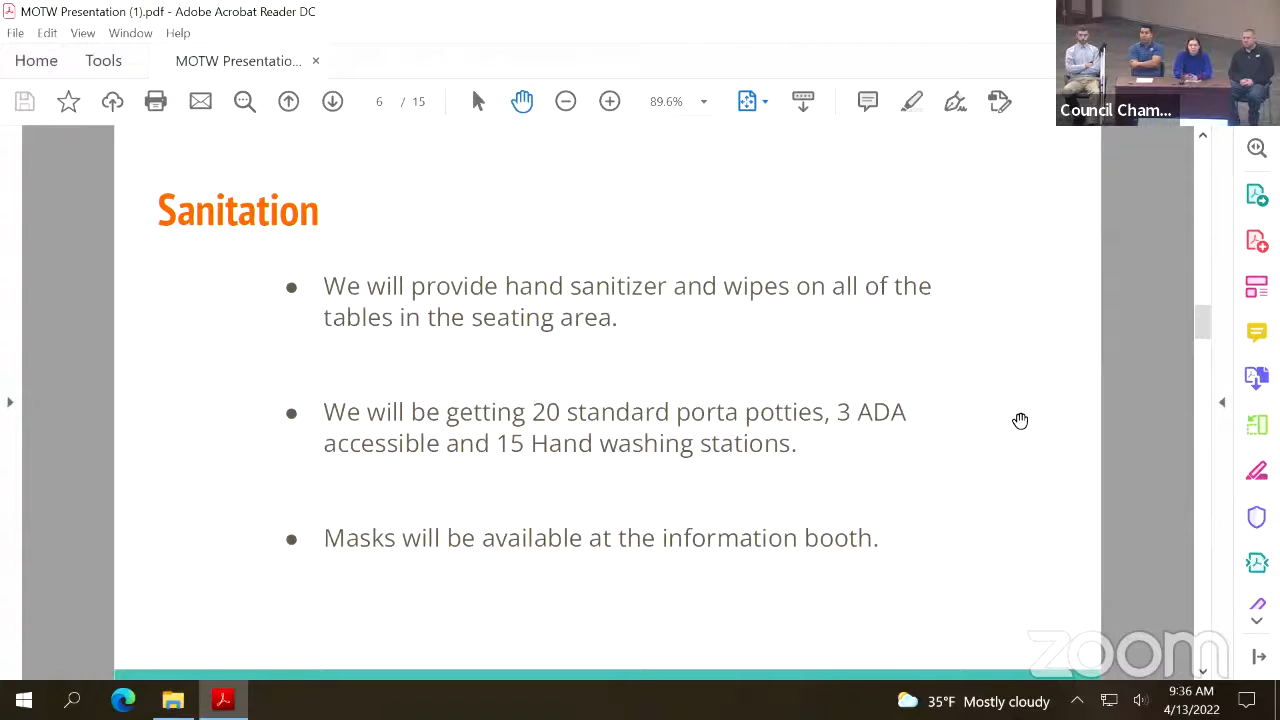 MOTW Presentation (1).pdf - Adobe Acrobat Reader DC
File Edit View Window Help
Home Tools MOTW Presentatio... ×
6 / 15 89.6%
Council Cham...
Sanitation
● We will provide hand sanitizer and wipes on all of the
tables in the seating area.
● We will be getting 20 standard porta potties, 3 ADA
accessible and 15 Hand washing stations.
● Masks will be available at the information booth.
zoom
35°F Mostly cloudy
9:36 AM
4/13/2022